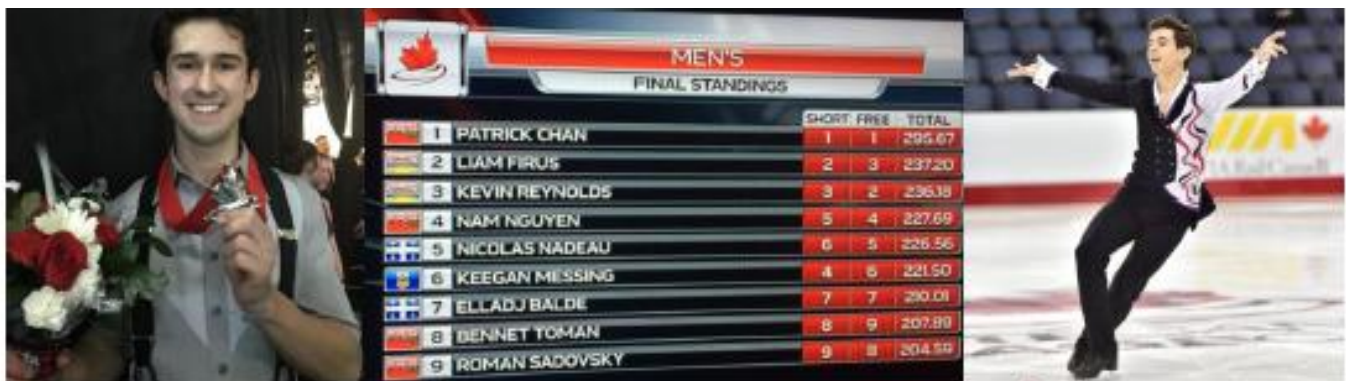 MEN'S
FINAL STANDINGS
SHORT FREE TOTAL
1 PATRICK CHAN 1 1 295.67
2 LIAM FIRUS 2 3 237.20
3 KEVIN REYNOLDS 3 2 236.18
4 NAM NGUYEN 5 4 227.69
5 NICOLAS NADEAU 6 5 226.56
6 KEEGAN MESSING 4 6 221.50
7 ELLADJ BALDE 7 7 210.01
8 BENNET TOMAN 8 9 207.89
9 ROMAN SADOVSKY 9 8 204.59
VIA
Rail Canada